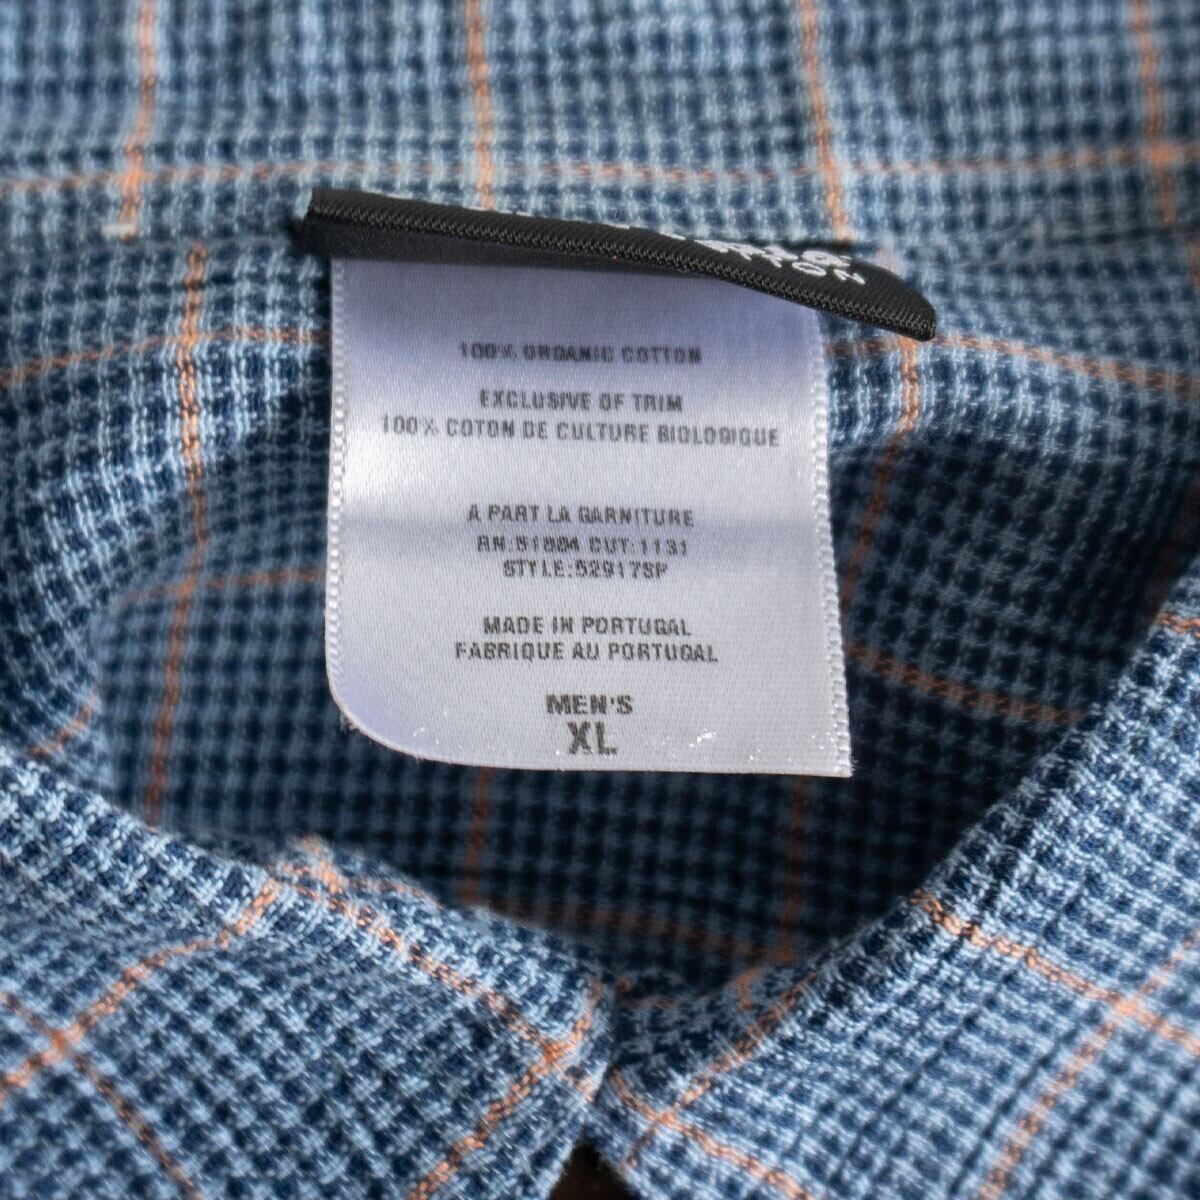 100% ORGANIC COTTON
EXCLUSIVE OF TRIM
100% COTON DE CULTURE BIOLOGIQUE
A PART LA GARNITURE
RN:51884 CUT:1131
STYLE:52917SP
MADE IN PORTUGAL
FABRIQUE AU PORTUGAL
MEN'S
XL